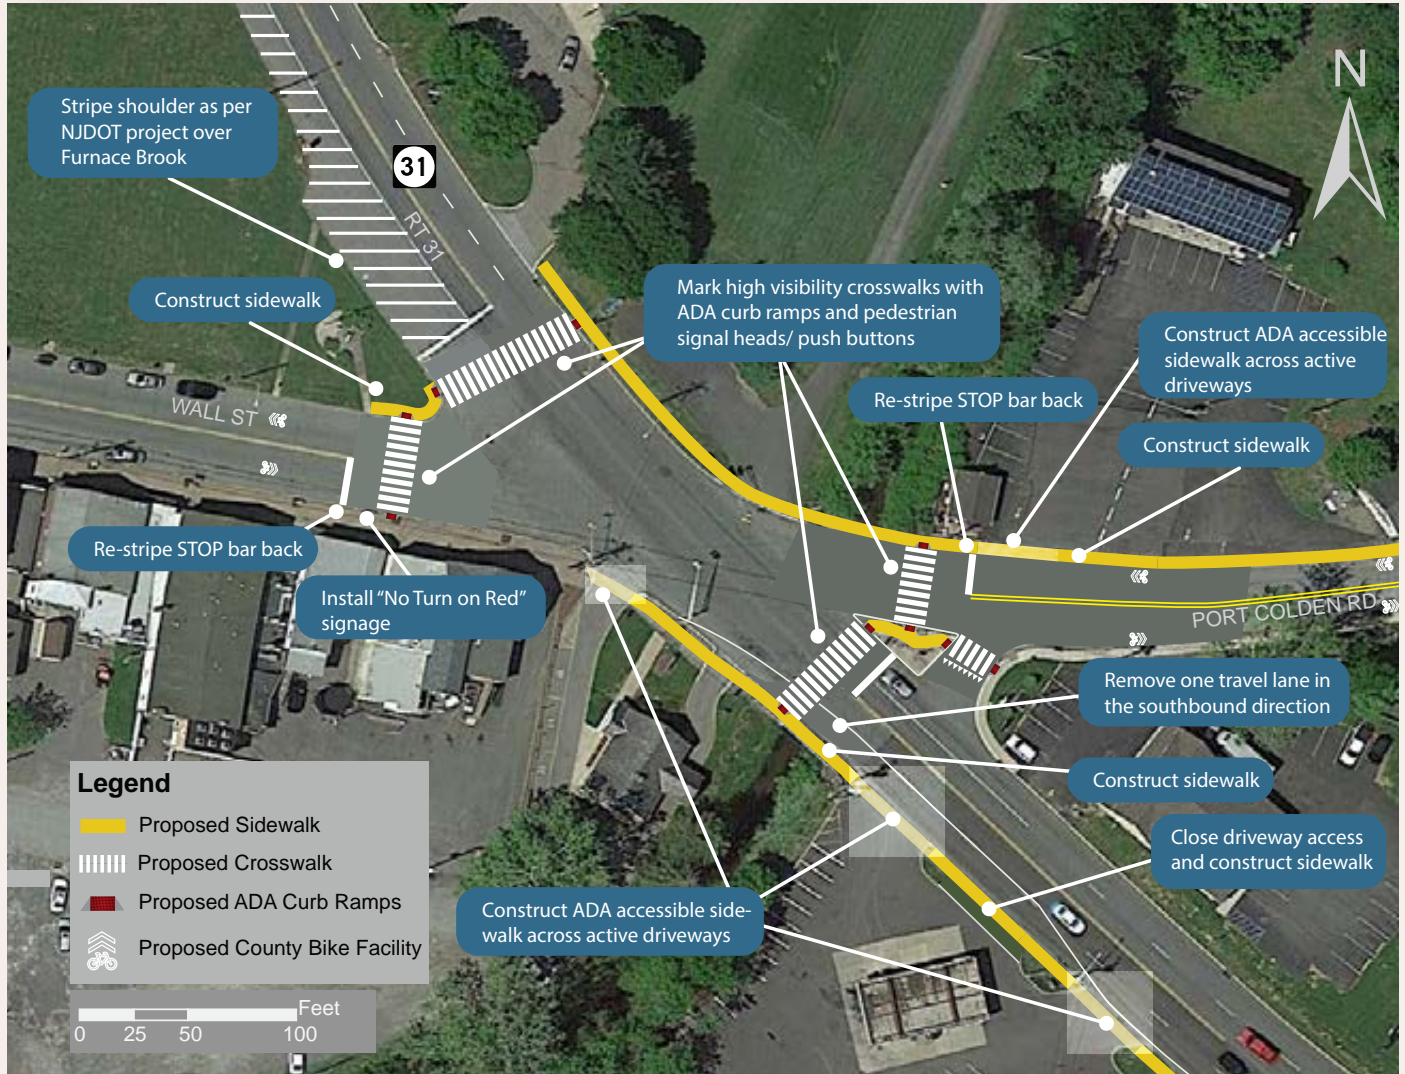 N
Stripe shoulder as per
NJDOT project over
Furnace Brook
31
RT 31
Construct sidewalk
Mark high visibility crosswalks with
ADA curb ramps and pedestrian
signal heads/ push buttons
Construct ADA accessible
sidewalk across active
driveways
Re-stripe STOP bar back
WALL ST
Construct sidewalk
Re-stripe STOP bar back
Install “No Turn on Red”
signage
PORT COLDEN RD
Remove one travel lane in
the southbound direction
Construct sidewalk
Close driveway access
and construct sidewalk
Construct ADA accessible side-
walk across active driveways
Legend
Proposed Sidewalk
Proposed Crosswalk
Proposed ADA Curb Ramps
Proposed County Bike Facility
Feet
0 25 50 100